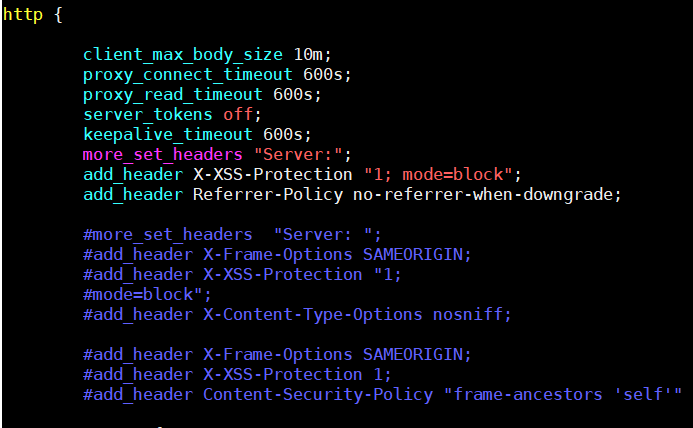 http {
client_max_body_size 10m;
proxy_connect_timeout 600s;
proxy_read_timeout 600s;
server_tokens off;
keepalive_timeout 600s;
more_set_headers "Server:";
add_header X-XSS-Protection "1; mode=block";
add_header Referrer-Policy no-referrer-when-downgrade;
#more_set_headers  "Server: ";
#add_header X-Frame-Options SAMEORIGIN;
#add_header X-XSS-Protection "1;
#mode=block";
#add_header X-Content-Type-Options nosniff;
#add_header X-Frame-Options SAMEORIGIN;
#add_header X-XSS-Protection 1;
#add_header Content-Security-Policy "frame-ancestors 'self'"